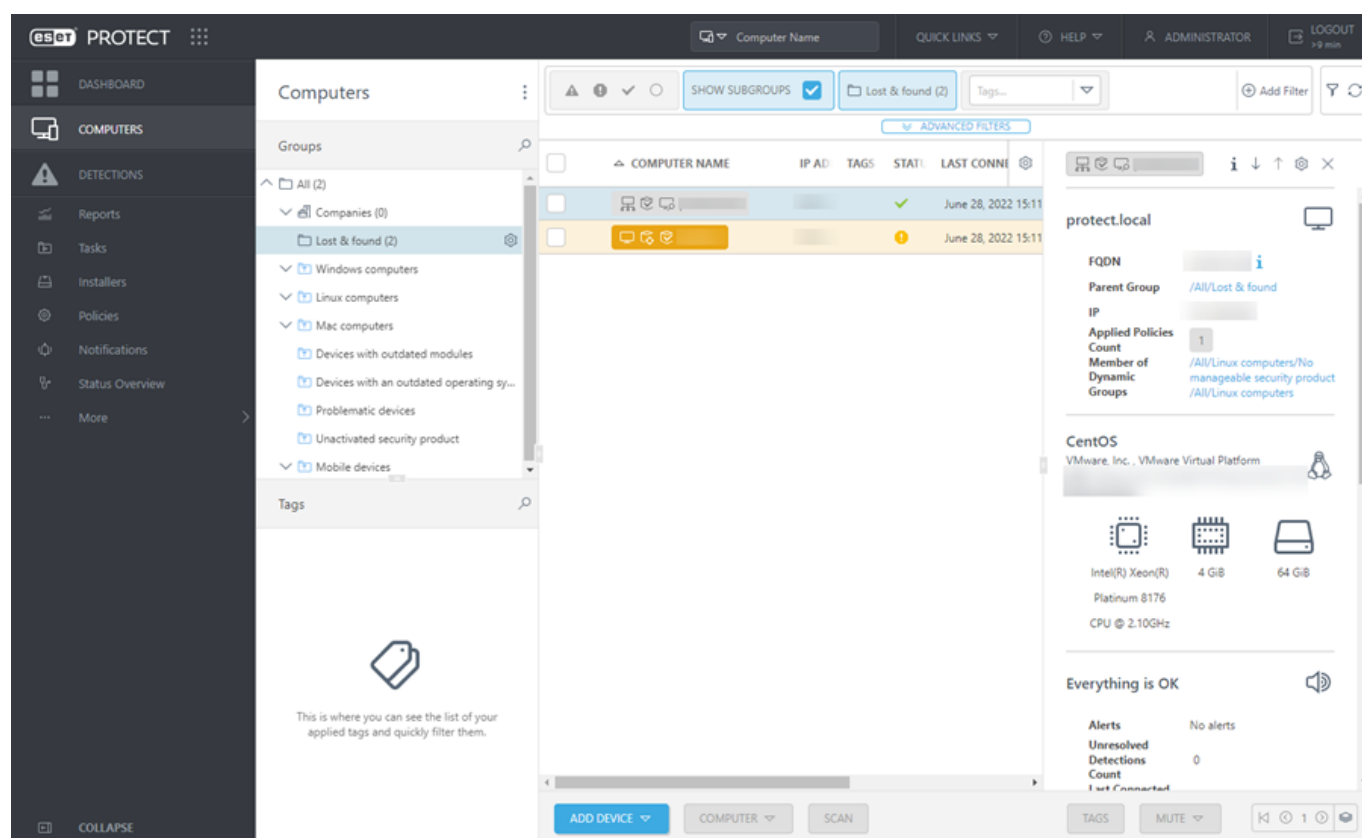 eset PROTECT
Computer Name
QUICK LINKS
HELP
ADMINISTRATOR
LOGOUT
>9 min
DASHBOARD
COMPUTERS
DETECTIONS
Reports
Tasks
Installers
Policies
Notifications
Status Overview
More
COLLAPSE
Computers
Groups
All (2)
Companies (0)
Lost & found (2)
Windows computers
Linux computers
Mac computers
Devices with outdated modules
Devices with an outdated operating sy...
Problematic devices
Unactivated security product
Mobile devices
Tags
This is where you can see the list of your
applied tags and quickly filter them.
SHOW SUBGROUPS
Lost & found (2)
Tags...
Add Filter
ADVANCED FILTERS
COMPUTER NAME IP AD TAGS STATU LAST CONNE
June 28, 2022 15:11
June 28, 2022 15:11
protect.local
FQDN
Parent Group /All/Lost & found
IP
Applied Policies
Count 1
Member of /All/Linux computers/No
Dynamic manageable security product
Groups /All/Linux computers
CentOS
VMware, Inc. , VMware Virtual Platform
Intel(R) Xeon(R) 4 GiB 64 GiB
Platinum 8176
CPU @ 2.10GHz
Everything is OK
Alerts No alerts
Unresolved
Detections 0
Count
Last Connected
ADD DEVICE
COMPUTER
SCAN
TAGS
MUTE
1